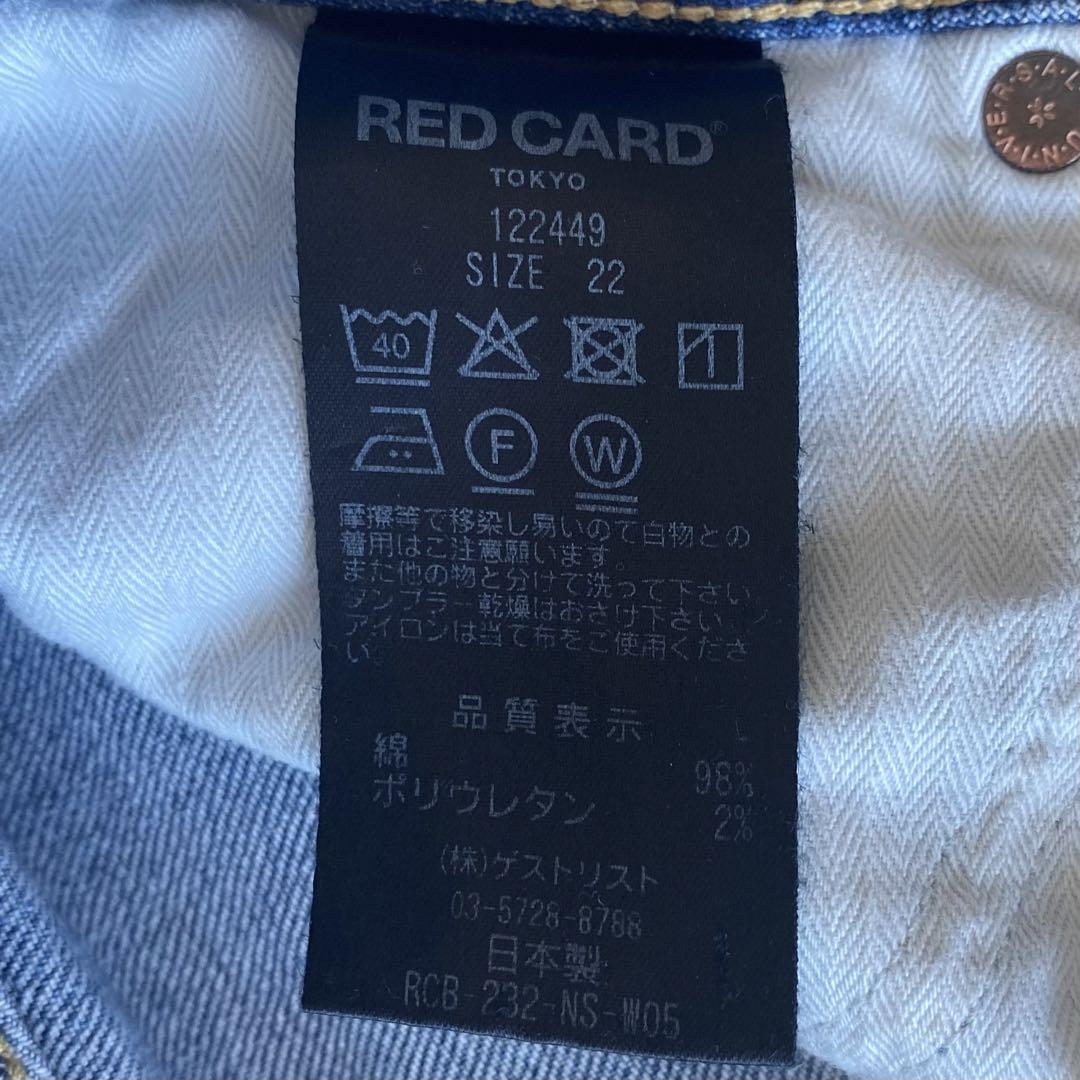 RED CARD®
TOKYO
122449
SIZE 22
40
F
W
摩擦等で移染し易いので白物との
着用はご注意願います。
また他の物と分けて洗って下さい
タンブラー乾燥はおさけ下さい
アイロンは当て布をご使用くださ
い。
品質表示
綿 98%
ポリウレタン 2%
(株)ゲストリスト
03-5728-8788
日本製
RCB-232-NS-W05
UNIVERSAL